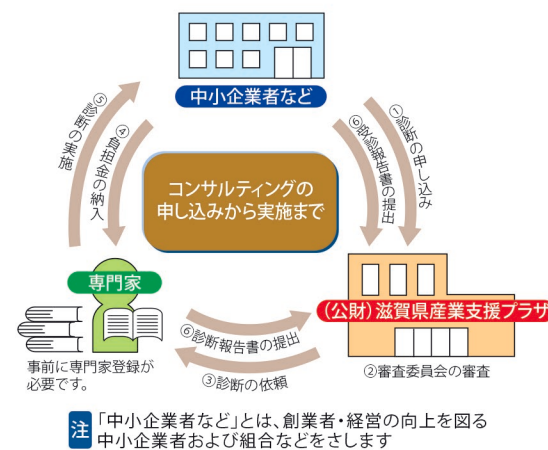 中小企業者など
⑤診断の実施
④負担金の納入
⑥受診報告書の提出
①診断の申し込み
コンサルティングの
申し込みから実施まで
専門家
(公財)滋賀県産業支援プラザ
⑥診断報告書の提出
③診断の依頼
②審査委員会の審査
事前に専門家登録が
必要です。
注 「中小企業者など」とは、創業者・経営の向上を図る
中小企業者および組合などをさします